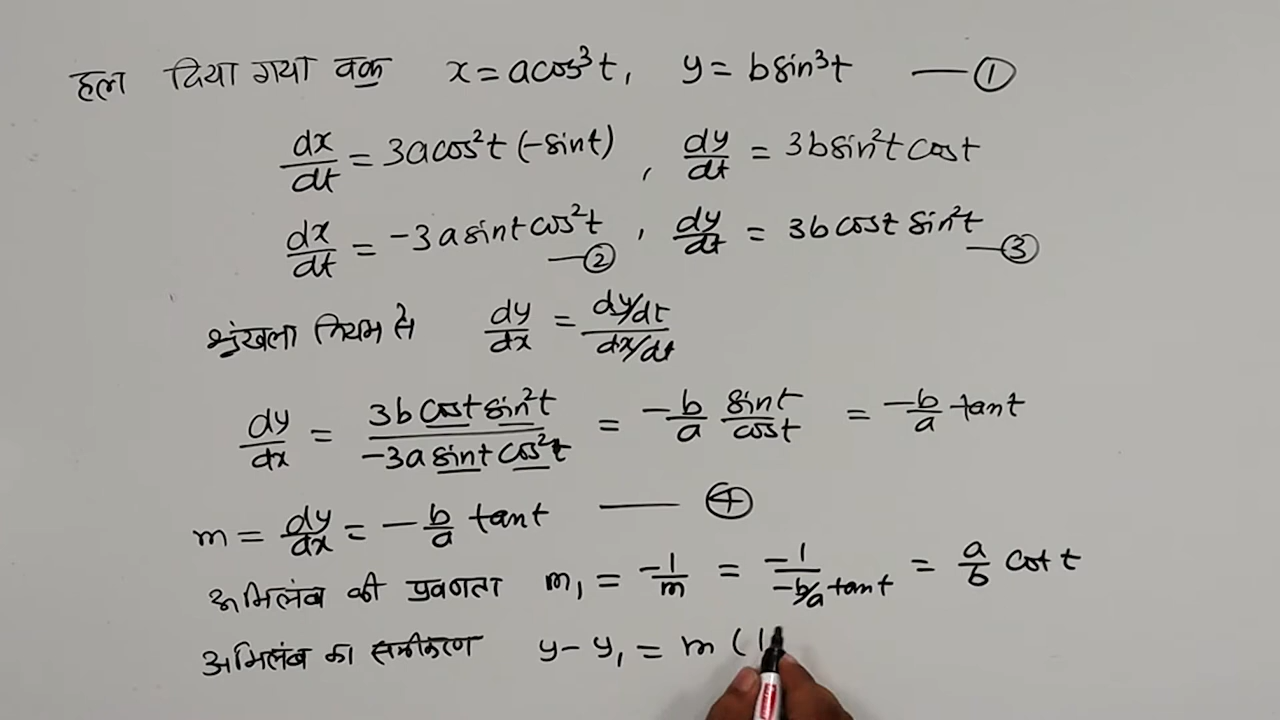 हल दिया गया वक्र x = acos³t, y = bsin³t —— ①
dx/dt = 3acos²t (-sint), dy/dt = 3bsin²t cost
dx/dt = -3asint cos²t —②, dy/dt = 3b cost sin²t —③
श्रृंखला नियम से dy/dx = (dy/dt)/(dx/dt)
dy/dx = (3b cost sin²t)/(-3a sint cos²t) = -b/a sint/cost = -b/a tant
m = dy/dx = -b/a tant —— ④
अभिलंब की प्रवणता m₁ = -1/m = -1/(-b/a tant) = a/b cot t
अभिलंब का समीकरण y - y₁ = m (